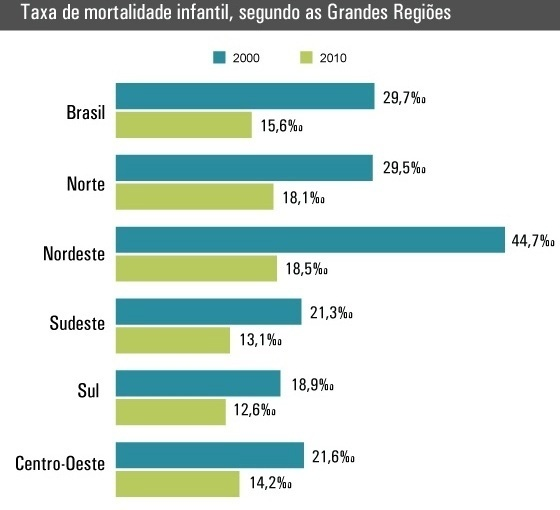 Taxa de mortalidade infantil, segundo as Grandes Regiões
2000 2010
Brasil
29,7‰
15,6‰
Norte
29,5‰
18,1‰
Nordeste
44,7‰
18,5‰
Sudeste
21,3‰
13,1‰
Sul
18,9‰
12,6‰
Centro-Oeste
21,6‰
14,2‰